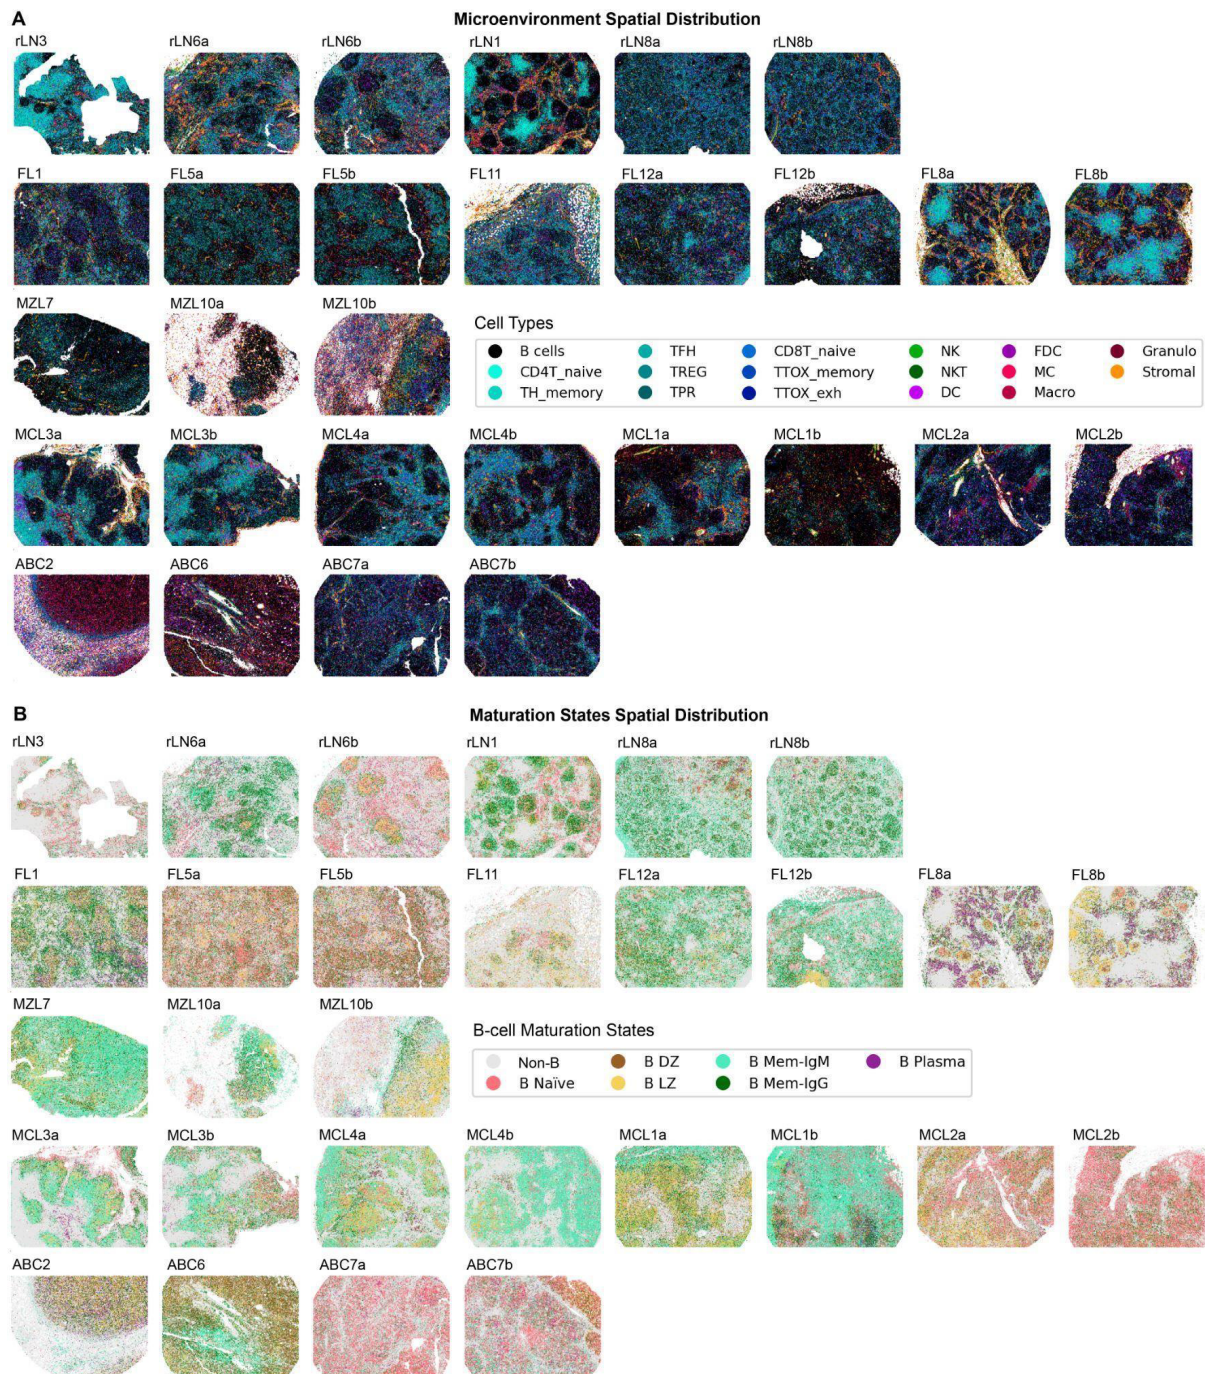 A
Microenvironment Spatial Distribution
rLN3 rLN6a rLN6b rLN1 rLN8a rLN8b
FL1 FL5a FL5b FL11 FL12a FL12b FL8a FL8b
MZL7 MZL10a MZL10b
Cell Types
B cells TFH CD8T_naive NK FDC Granulo
CD4T_naive TREG TTOX_memory NKT MC Stromal
TH_memory TPR TTOX_exh DC Macro
MCL3a MCL3b MCL4a MCL4b MCL1a MCL1b MCL2a MCL2b
ABC2 ABC6 ABC7a ABC7b
B
Maturation States Spatial Distribution
rLN3 rLN6a rLN6b rLN1 rLN8a rLN8b
FL1 FL5a FL5b FL11 FL12a FL12b FL8a FL8b
MZL7 MZL10a MZL10b
B-cell Maturation States
Non-B B DZ B Mem-IgM B Plasma
B Naïve B LZ B Mem-IgG
MCL3a MCL3b MCL4a MCL4b MCL1a MCL1b MCL2a MCL2b
ABC2 ABC6 ABC7a ABC7b